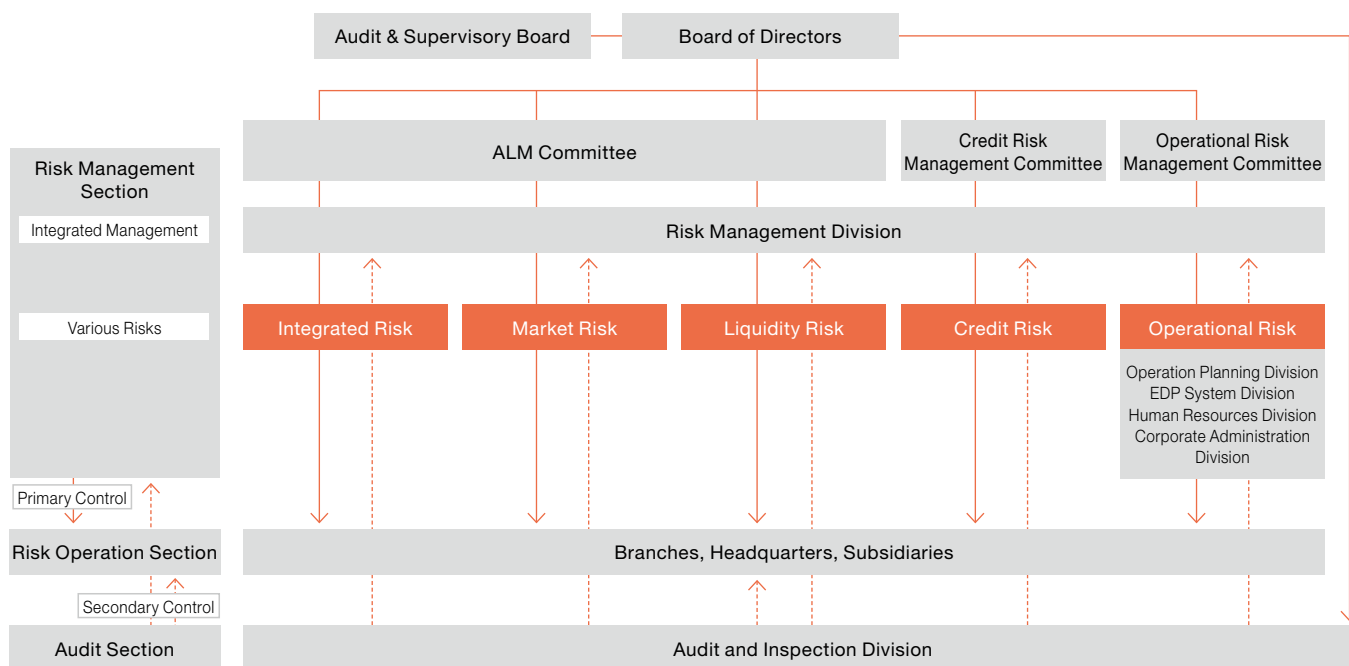 Audit & Supervisory Board
Board of Directors
ALM Committee
Credit Risk
Management Committee
Operational Risk
Management Committee
Risk Management
Section
Integrated Management
Risk Management Division
Various Risks
Integrated Risk
Market Risk
Liquidity Risk
Credit Risk
Operational Risk
Operation Planning Division
EDP System Division
Human Resources Division
Corporate Administration
Division
Primary Control
Risk Operation Section
Branches, Headquarters, Subsidiaries
Secondary Control
Audit Section
Audit and Inspection Division